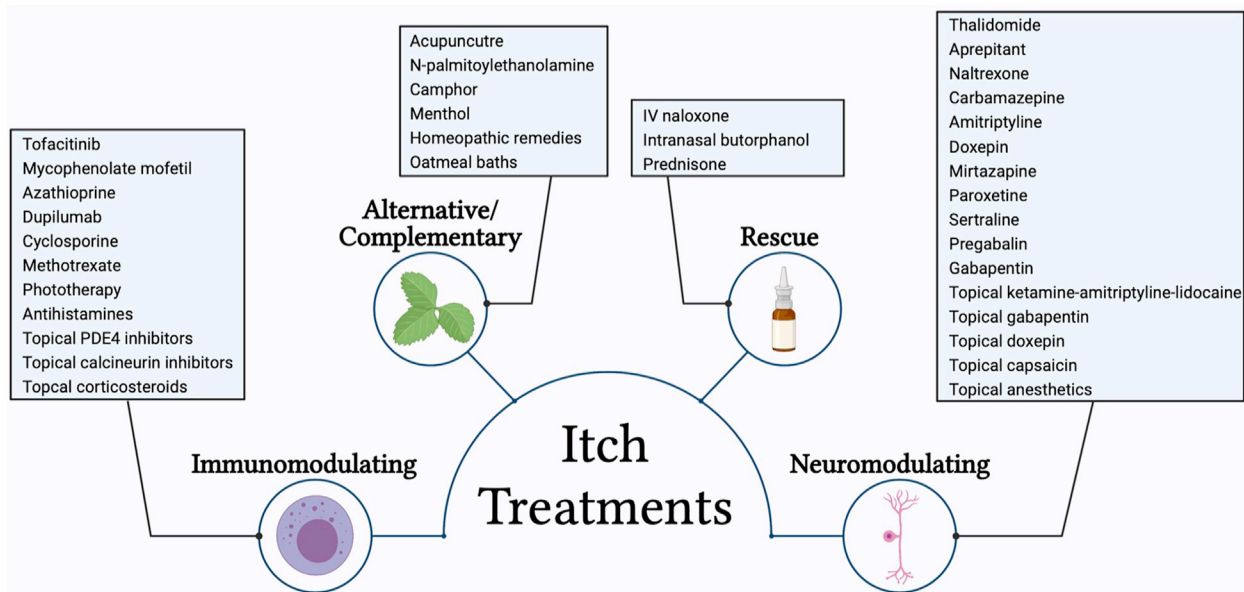 Tofacitinib
Mycophenolate mofetil
Azathioprine
Dupilumab
Cyclosporine
Methotrexate
Phototherapy
Antihistamines
Topical PDE4 inhibitors
Topical calcineurin inhibitors
Topcal corticosteroids
Immunomodulating
Acupuncutre
N-palmitoylethanolamine
Camphor
Menthol
Homeopathic remedies
Oatmeal baths
Alternative/
Complementary
IV naloxone
Intranasal butorphanol
Prednisone
Rescue
Thalidomide
Aprepitant
Naltrexone
Carbamazepine
Amitriptyline
Doxepin
Mirtazapine
Paroxetine
Sertraline
Pregabalin
Gabapentin
Topical ketamine-amitriptyline-lidocaine
Topical gabapentin
Topical doxepin
Topical capsaicin
Topical anesthetics
Neuromodulating
Itch
Treatments